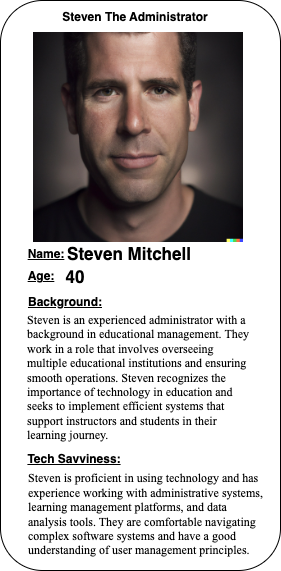 Steven The Administrator
Name: Steven Mitchell
Age: 40
Background:
Steven is an experienced administrator with a
background in educational management. They
work in a role that involves overseeing
multiple educational institutions and ensuring
smooth operations. Steven recognizes the
importance of technology in education and
seeks to implement efficient systems that
support instructors and students in their
learning journey.
Tech Savviness:
Steven is proficient in using technology and has
experience working with administrative systems,
learning management platforms, and data
analysis tools. They are comfortable navigating
complex software systems and have a good
understanding of user management principles.